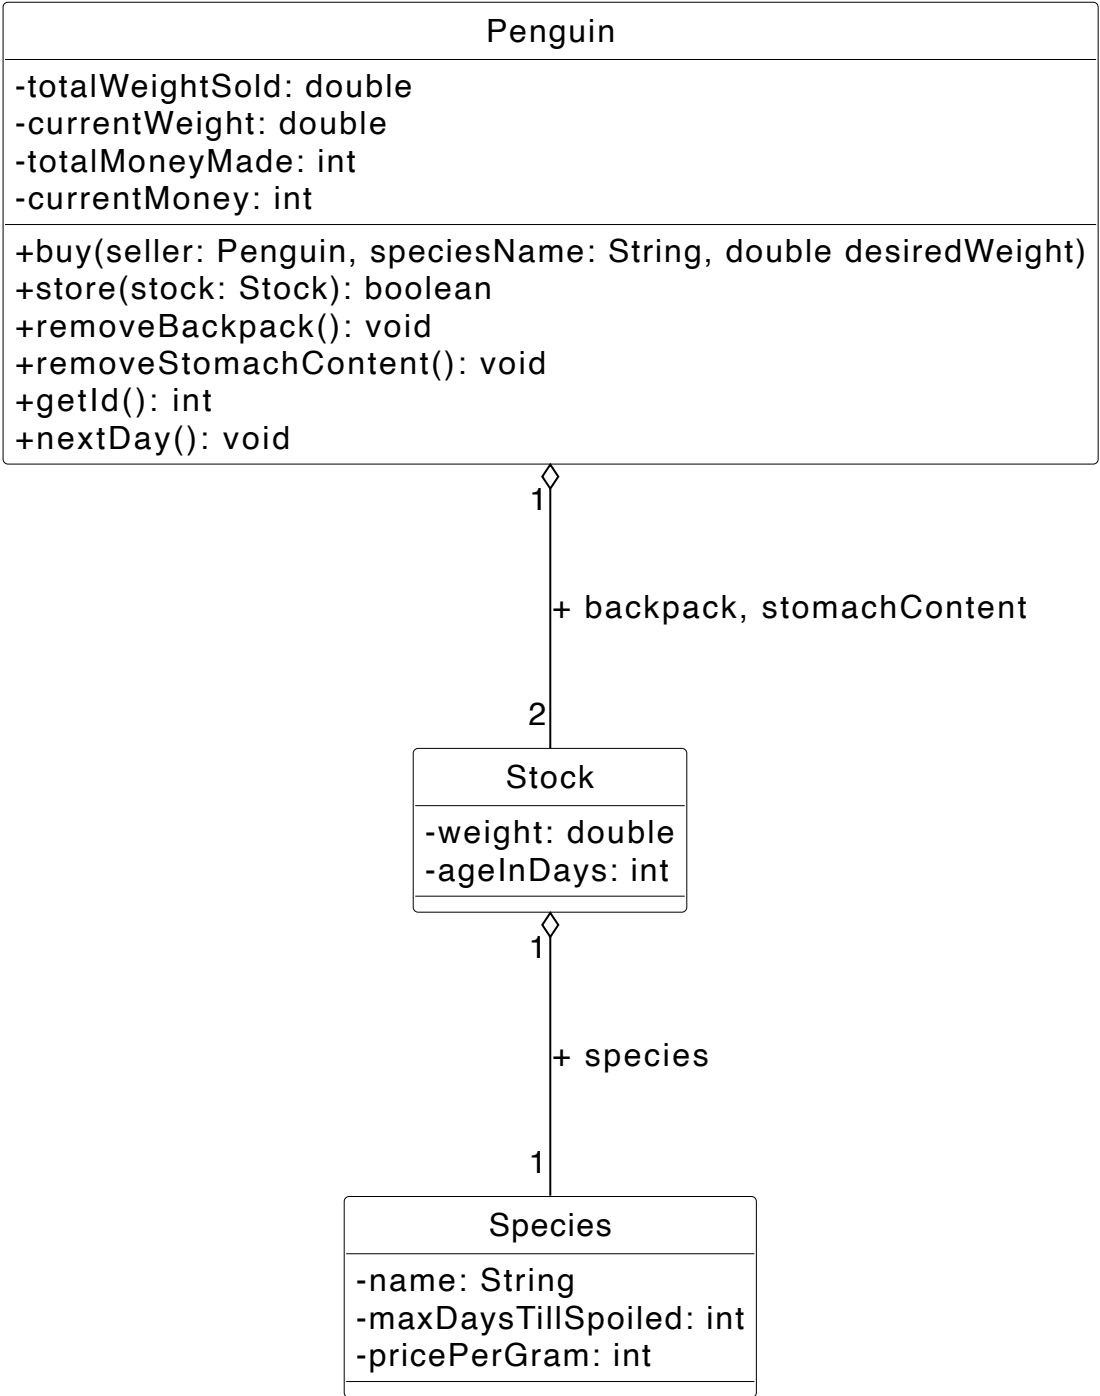 Penguin
-totalWeightSold: double
-currentWeight: double
-totalMoneyMade: int
-currentMoney: int
+buy(seller: Penguin, speciesName: String, double desiredWeight)
+store(stock: Stock): boolean
+removeBackpack(): void
+removeStomachContent(): void
+getId(): int
+nextDay(): void
1
+ backpack, stomachContent
2
Stock
-weight: double
-ageInDays: int
1
+ species
1
Species
-name: String
-maxDaysTillSpoiled: int
-pricePerGram: int